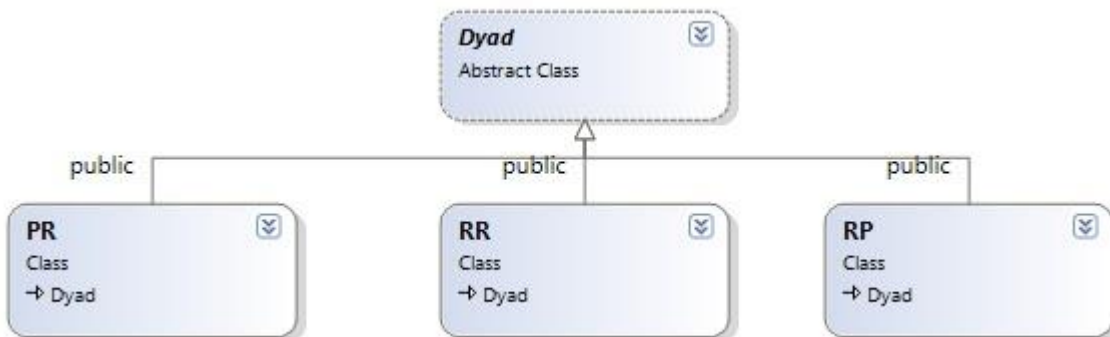 Dyad
Abstract Class
public
public
public
PR
Class
Dyad
RR
Class
Dyad
RP
Class
Dyad